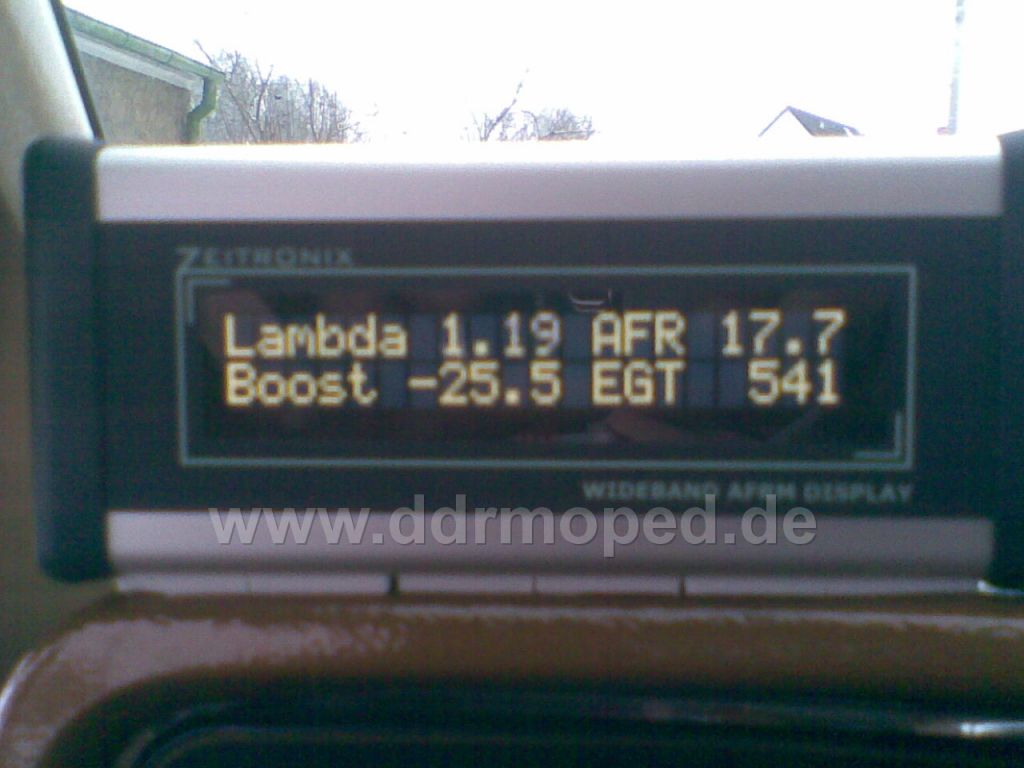 ZEITRONIX
Lambda 1.19 AFR 17.7
Boost -25.5 EGT 541
WIDEBAND AFRM DISPLAY
www.ddrmoped.de